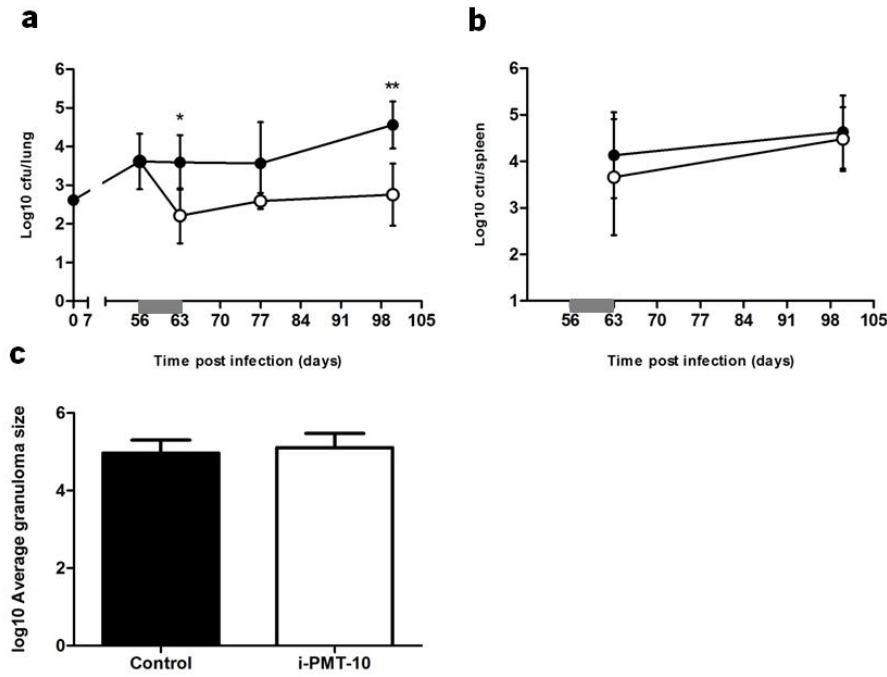 a
Log10 cfu/lung
6
5
4
3
2
1
0
*
**
0 7 56 63 77 84 91 98 105
Time post infection (days)
b
Log10 cfu/spleen
6
5
4
3
2
1
56 63 70 77 84 91 98 105
Time post infection (days)
c
log10 Average granuloma size
6
4
2
0
Control i-PMT-10